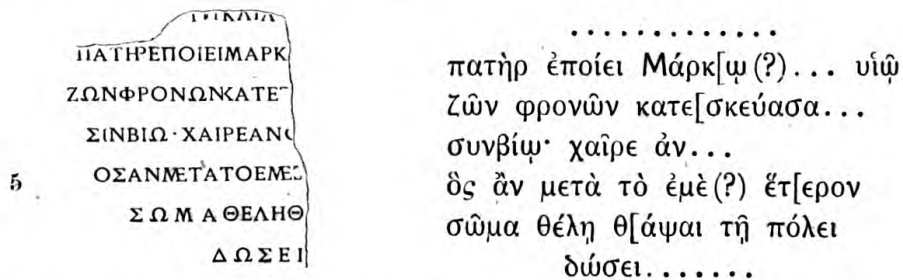 ΠΑΤΗΡΕΠΟΙΕΙΜΑΡΚ
ΖΩΝΦΡΟΝΩΝΚΑΤΕ
ΣΙΝΒΙΩ·ΧΑΙΡΕΑΝ
5 ΟΣΑΝΜΕΤΑΤΟΕΜΕΣ
ΣΩΜΑΘΕΛΗΘ
ΔΩΣΕΙ
.............
πατὴρ ἐποίει Μάρκ[ῳ (?) ... υἱῷ
ζῶν φρονῶν κατε[σκεύασα...
συνβίῳ· χαῖρε ἀν...
ὃς ἂν μετὰ τὸ ἐμὲ (?) ἕτ[ερον
σῶμα θέλῃ θ[άψαι τῇ πόλει
δώσει.......